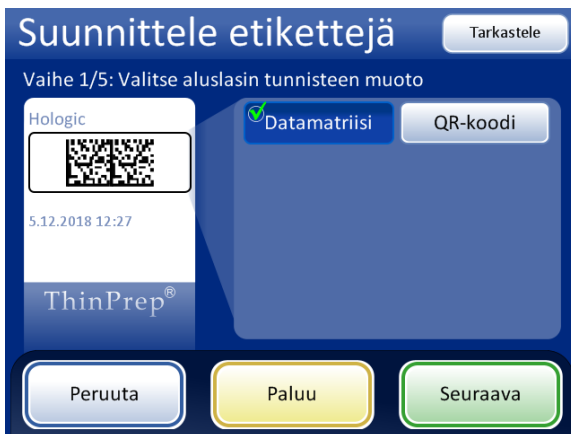 Suunnittele etikettejä
Tarkastele
Vaihe 1/5: Valitse aluslasin tunnisteen muoto
Hologic
Datamatriisi
QR-koodi
5.12.2018 12:27
ThinPrep®
Peruuta
Paluu
Seuraava